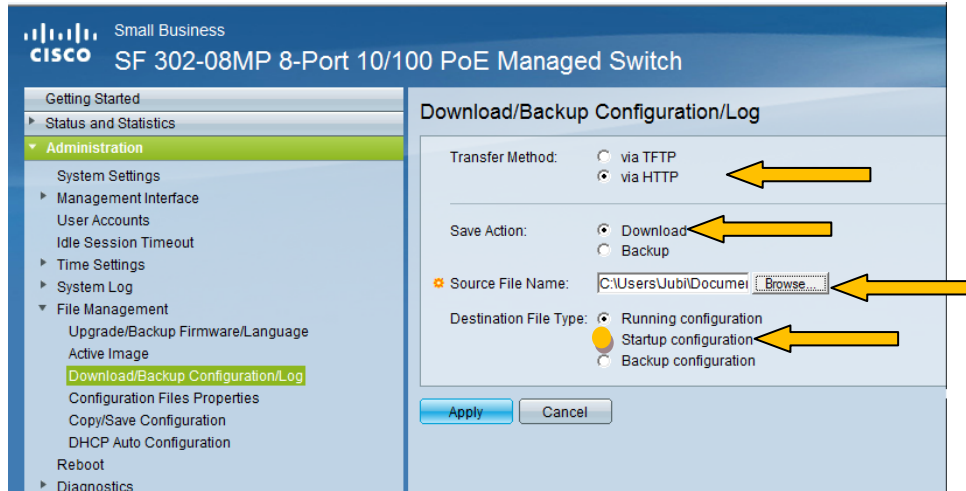 Small Business
CISCO SF 302-08MP 8-Port 10/100 PoE Managed Switch
Getting Started
Status and Statistics
Administration
System Settings
Management Interface
User Accounts
Idle Session Timeout
Time Settings
System Log
File Management
Upgrade/Backup Firmware/Language
Active Image
Download/Backup Configuration/Log
Configuration Files Properties
Copy/Save Configuration
DHCP Auto Configuration
Reboot
Diagnostics
Download/Backup Configuration/Log
Transfer Method: via TFTP
via HTTP
Save Action: Download
Backup
Source File Name: C:\Users\Jubi\Documer Browse...
Destination File Type: Running configuration
Startup configuration
Backup configuration
Apply Cancel